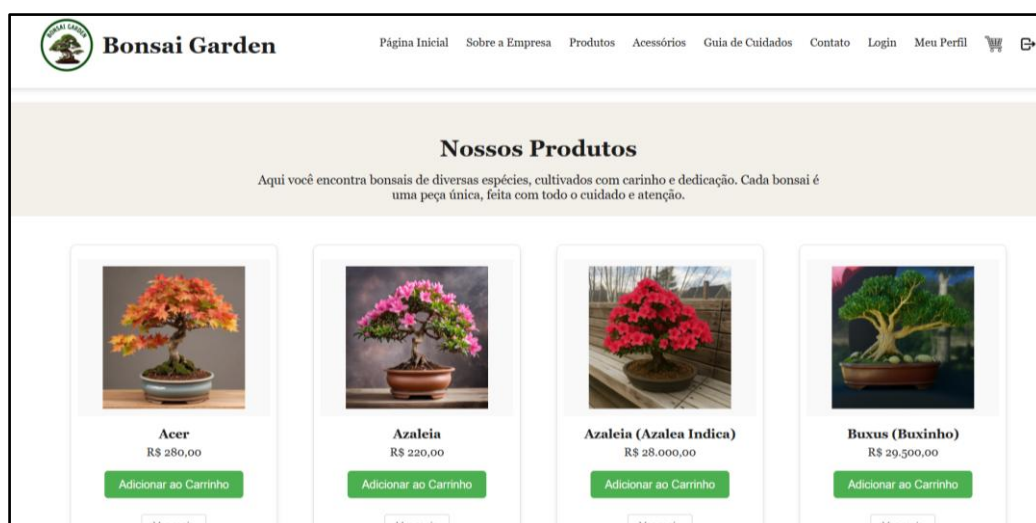 BONSAI GARDEN
Bonsai Garden
Página Inicial Sobre a Empresa Produtos Acessórios Guia de Cuidados Contato Login Meu Perfil
Nossos Produtos
Aqui você encontra bonsais de diversas espécies, cultivados com carinho e dedicação. Cada bonsai é
uma peça única, feita com todo o cuidado e atenção.
Acer
R$ 280,00
Adicionar ao Carrinho
Azaleia
R$ 220,00
Adicionar ao Carrinho
Azaleia (Azalea Indica)
R$ 28.000,00
Adicionar ao Carrinho
Buxus (Buxinho)
R$ 29.500,00
Adicionar ao Carrinho